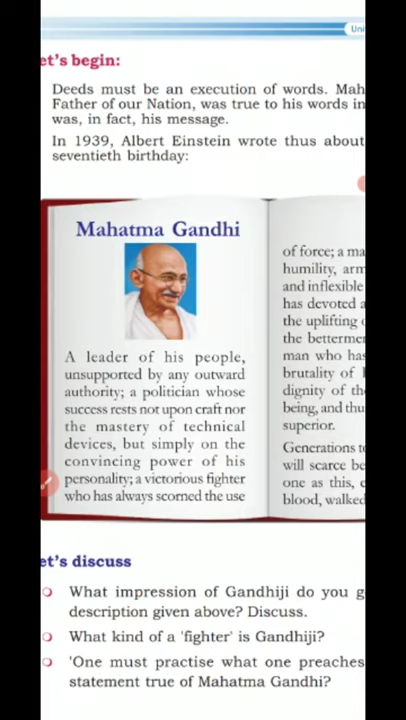 Uni
et's begin:
Deeds must be an execution of words. Mah
Father of our Nation, was true to his words in
was, in fact, his message.
In 1939, Albert Einstein wrote thus about
seventieth birthday:
Mahatma Gandhi
A leader of his people,
unsupported by any outward
authority; a politician whose
success rests not upon craft nor
the mastery of technical
devices, but simply on the
convincing power of his
personality; a victorious fighter
who has always scorned the use
of force; a ma
humility, arm
and inflexible
has devoted a
the uplifting
the betterme
man who has
brutality of
dignity of th
being, and thu
superior.
Generations to
will scarce be
one as this, e
blood, walked
et's discuss
What impression of Gandhiji do you g
description given above? Discuss.
What kind of a 'fighter' is Gandhiji?
'One must practise what one preaches
statement true of Mahatma Gandhi?